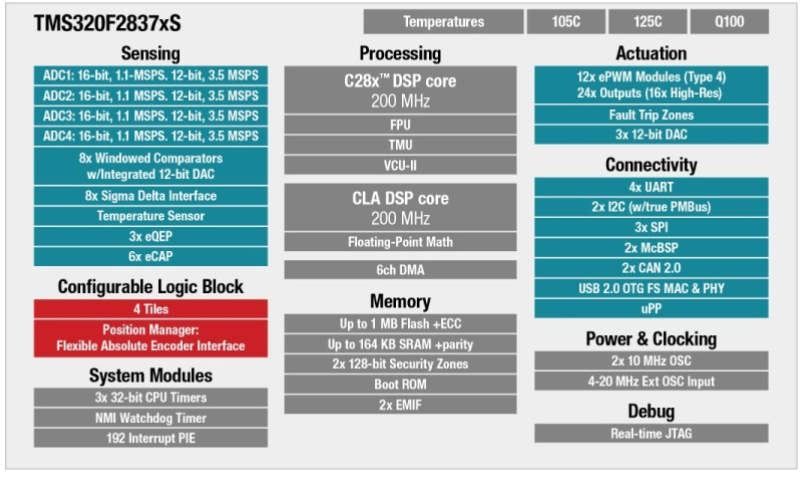 TMS320F2837xS
Temperatures
105C
125C
Q100
Sensing
ADC1: 16-bit, 1.1-MSPS. 12-bit, 3.5 MSPS
ADC2: 16-bit, 1.1 MSPS. 12-bit, 3.5 MSPS
ADC3: 16-bit, 1.1 MSPS. 12-bit, 3.5 MSPS
ADC4: 16-bit, 1.1 MSPS. 12-bit, 3.5 MSPS
8x Windowed Comparators
w/Integrated 12-bit DAC
8x Sigma Delta Interface
Temperature Sensor
3x eQEP
6x eCAP
Configurable Logic Block
4 Tiles
Position Manager:
Flexible Absolute Encoder Interface
System Modules
3x 32-bit CPU Timers
NMI Watchdog Timer
192 Interrupt PIE
Processing
C28x™ DSP core
200 MHz
FPU
TMU
VCU-II
CLA DSP core
200 MHz
Floating-Point Math
6ch DMA
Memory
Up to 1 MB Flash +ECC
Up to 164 KB SRAM +parity
2x 128-bit Security Zones
Boot ROM
2x EMIF
Actuation
12x ePWM Modules (Type 4)
24x Outputs (16x High-Res)
Fault Trip Zones
3x 12-bit DAC
Connectivity
4x UART
2x I2C (w/true PMBus)
3x SPI
2x McBSP
2x CAN 2.0
USB 2.0 OTG FS MAC & PHY
uPP
Power & Clocking
2x 10 MHz OSC
4-20 MHz Ext OSC Input
Debug
Real-time JTAG